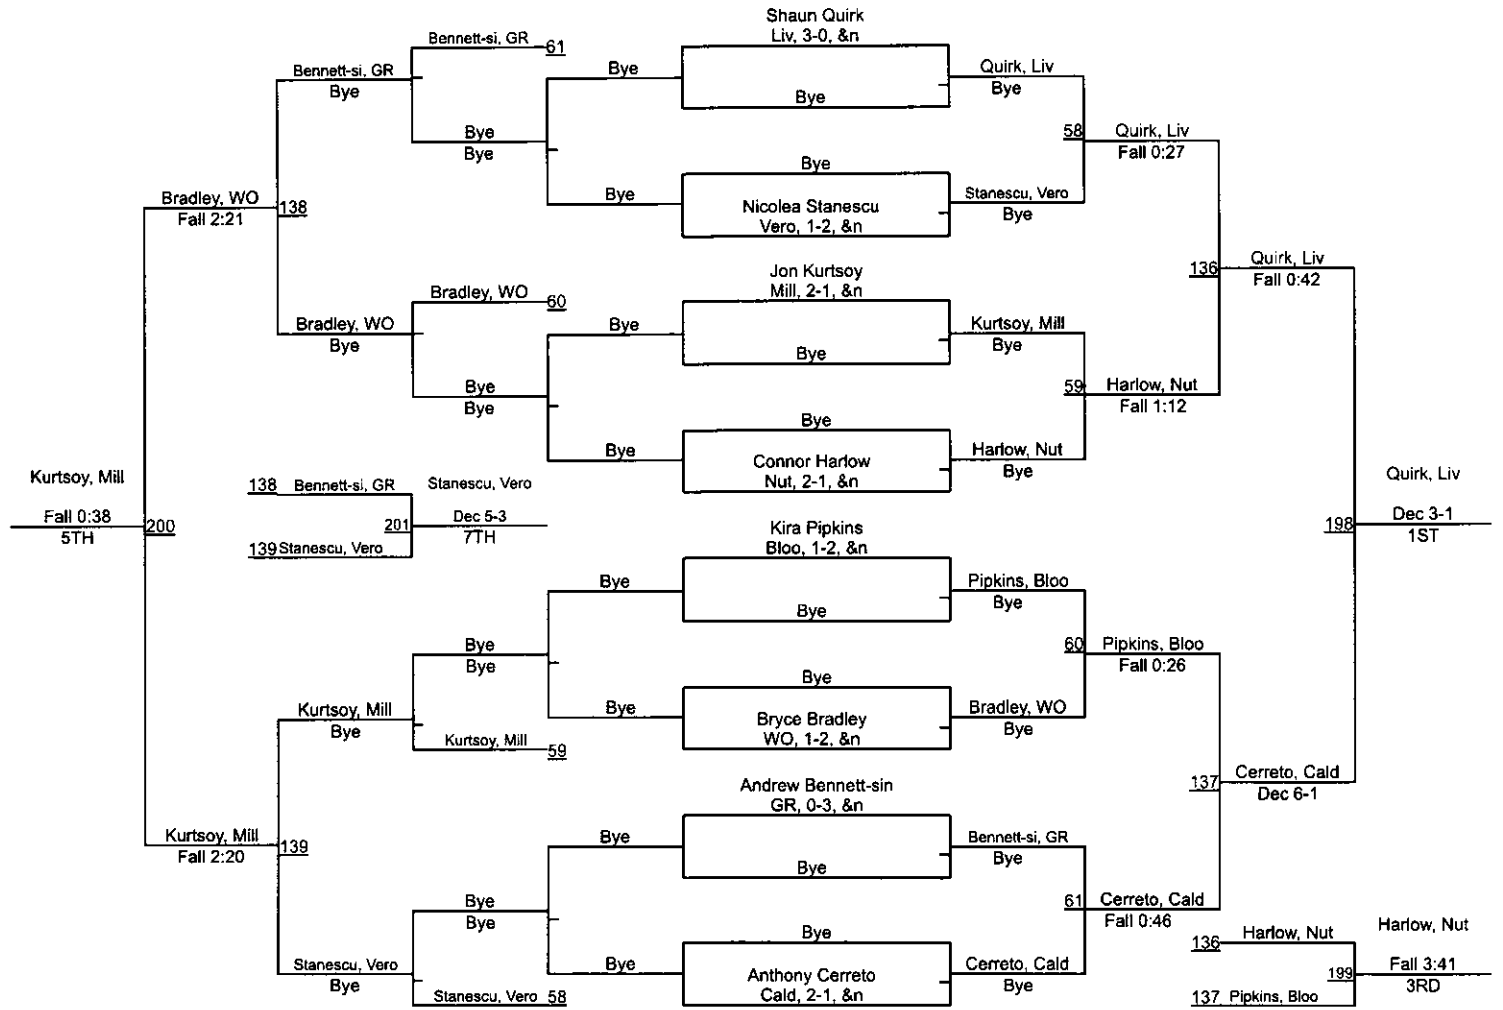 Shaun Quirk
Liv, 3-0, &n
Bennett-si, GR
61
Bennett-si, GR
Bye
Bye
Quirk, Liv
Bye
Bye
Bye
Bye
58
Quirk, Liv
Fall 0:27
Bye
Bye
Stanescu, Vero
Bye
Bradley, WO
Fall 2:21
138
Nicolea Stanescu
Vero, 1-2, &n
136
Quirk, Liv
Fall 0:42
Jon Kurtsoy
Mill, 2-1, &n
Bradley, WO
60
Bradley, WO
Bye
Bye
Kurtsoy, Mill
Bye
Bye
Bye
Bye
59
Harlow, Nut
Fall 1:12
Bye
Bye
Harlow, Nut
Bye
Connor Harlow
Nut, 2-1, &n
Kurtsoy, Mill
Fall 0:38
5TH
200
138
Bennett-si, GR
139
Stanescu, Vero
201
Stanescu, Vero
Dec 5-3
7TH
Quirk, Liv
198
Dec 3-1
1ST
Kira Pipkins
Bloo, 1-2, &n
Bye
Pipkins, Bloo
Bye
Bye
Bye
Bye
60
Pipkins, Bloo
Fall 0:26
Bye
Kurtsoy, Mill
Bye
Bye
Bradley, WO
Bye
Bryce Bradley
WO, 1-2, &n
Kurtsoy, Mill
59
137
Cerreto, Cald
Dec 6-1
Andrew Bennett-sin
GR, 0-3, &n
Kurtsoy, Mill
Fall 2:20
139
Bye
Bennett-si, GR
Bye
Bye
Bye
Bye
61
Cerreto, Cald
Fall 0:46
Bye
Stanescu, Vero
Bye
Bye
Cerreto, Cald
Bye
Anthony Cerreto
Cald, 2-1, &n
Stanescu, Vero
58
136
Harlow, Nut
137
Pipkins, Bloo
199
Harlow, Nut
Fall 3:41
3RD